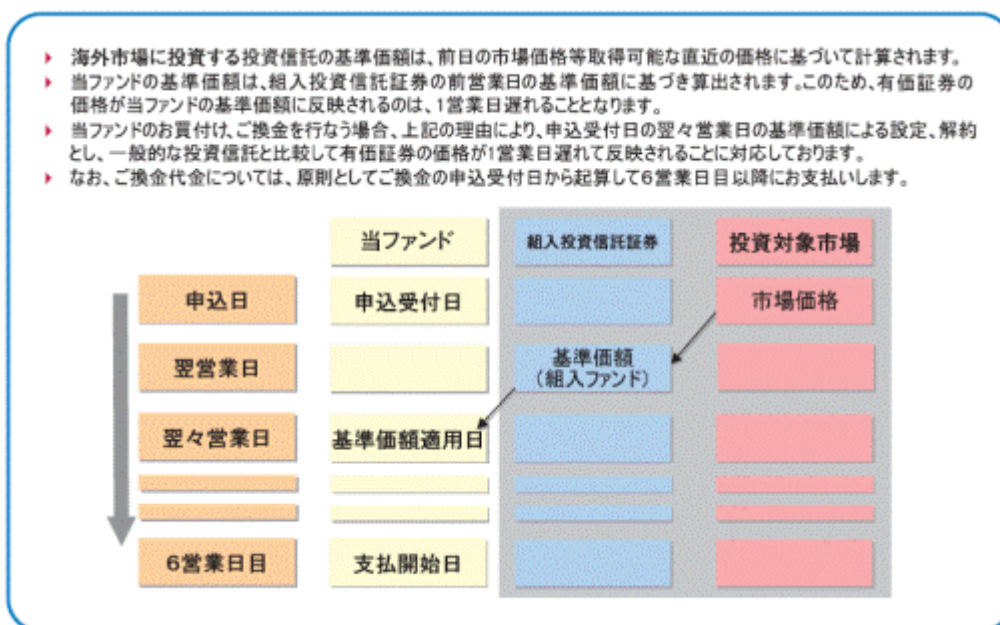 海外市場に投資する投資信託の基準価額は、前日の市場価格等取得可能な直近の価格に基づいて計算されます。
当ファンドの基準価額は、組入投資信託証券の前営業日の基準価額に基づき算出されます。このため、有価証券の
価格が当ファンドの基準価額に反映されるのは、1営業日遅れることとなります。
当ファンドのお買付け、ご換金を行なう場合、上記の理由により、申込受付日の翌々営業日の基準価額による設定、解約
とし、一般的な投資信託と比較して有価証券の価格が1営業日遅れて反映されることに対応しております。
なお、ご換金代金については、原則としてご換金の申込受付日から起算して6営業日目以降にお支払いします。
当ファンド
組入投資信託証券
投資対象市場
申込日
申込受付日
市場価格
翌営業日
基準価額
(組入ファンド)
翌々営業日
基準価額適用日
6営業日目
支払開始日